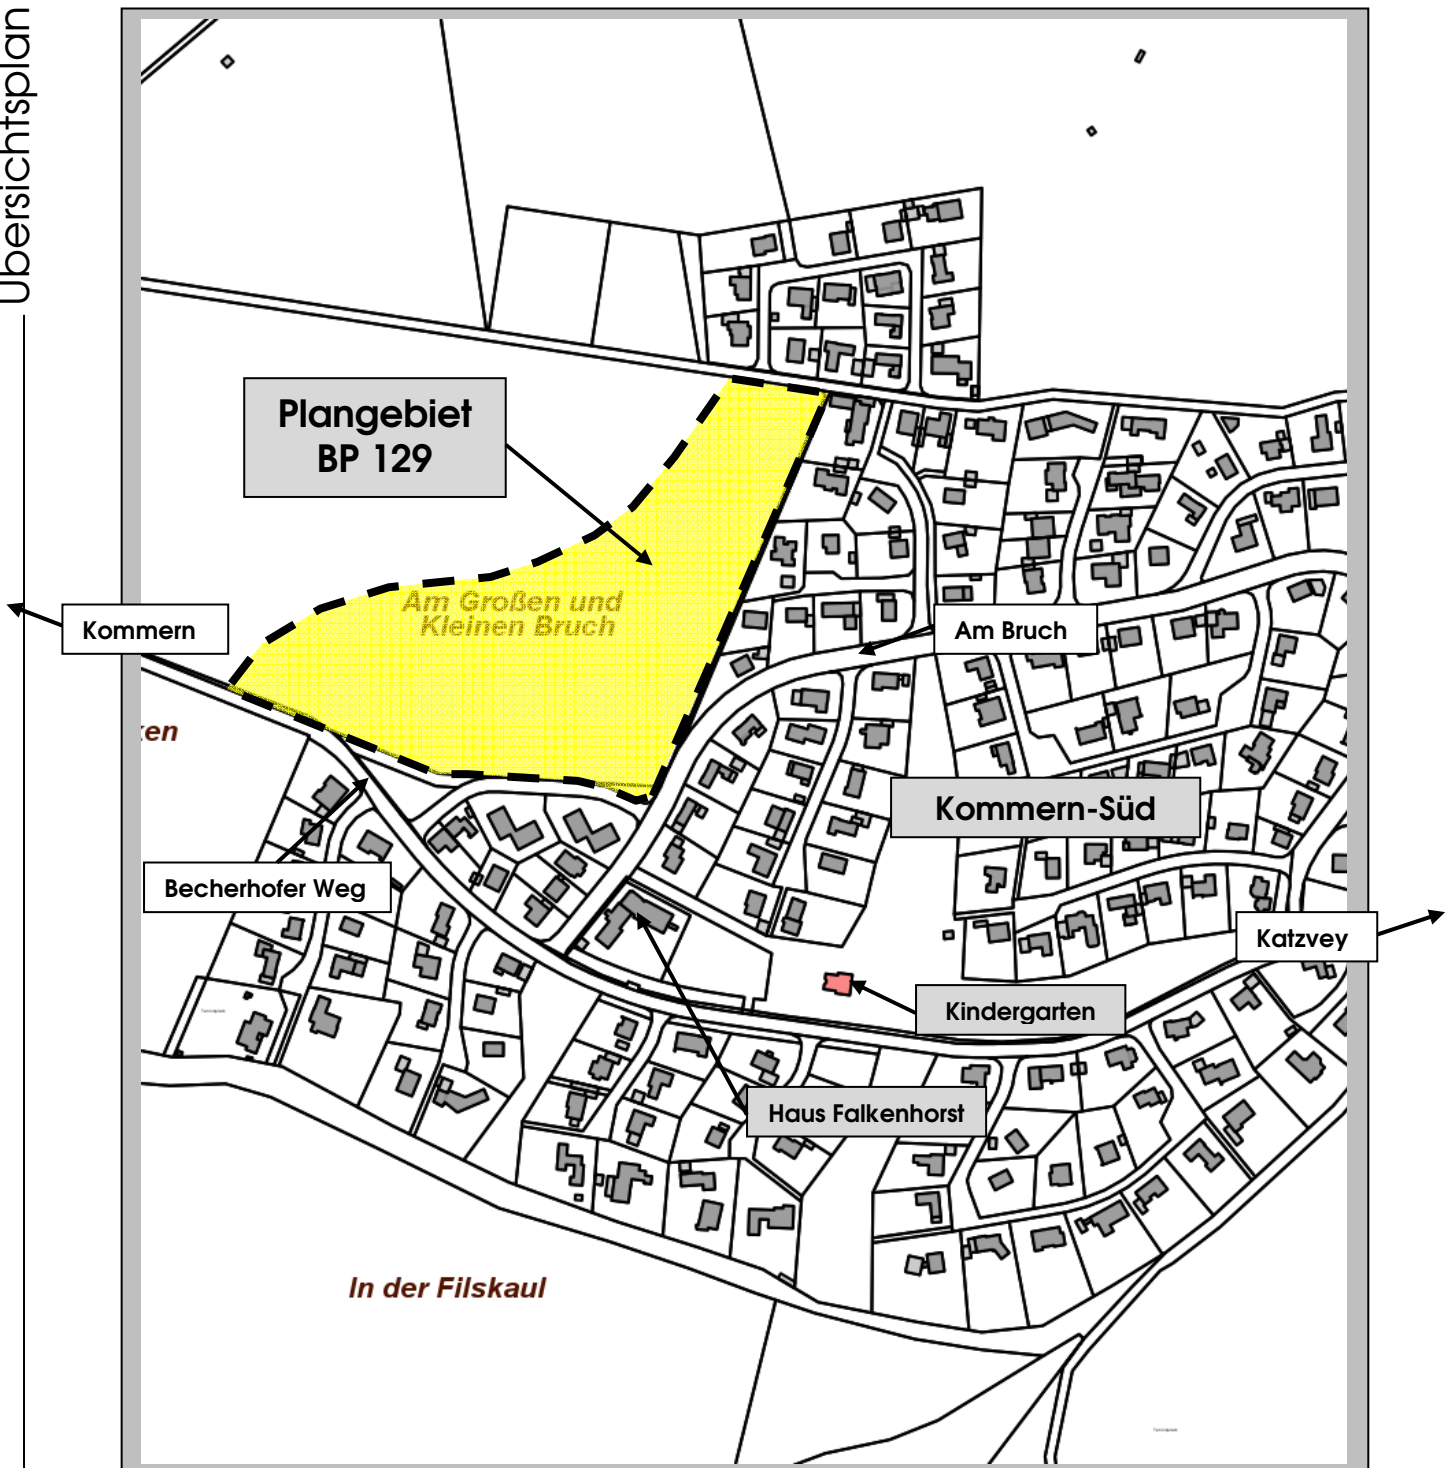 Übersichtsplan
Plangebiet
BP 129
Am Großen und
Kleinen Bruch
Kommern
Am Bruch
ken
Kommern-Süd
Becherhofer Weg
Katzvey
Kindergarten
Haus Falkenhorst
In der Filskaul